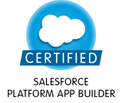 CERTIFIED
SALESFORCE
PLATFORM APP BUILDER